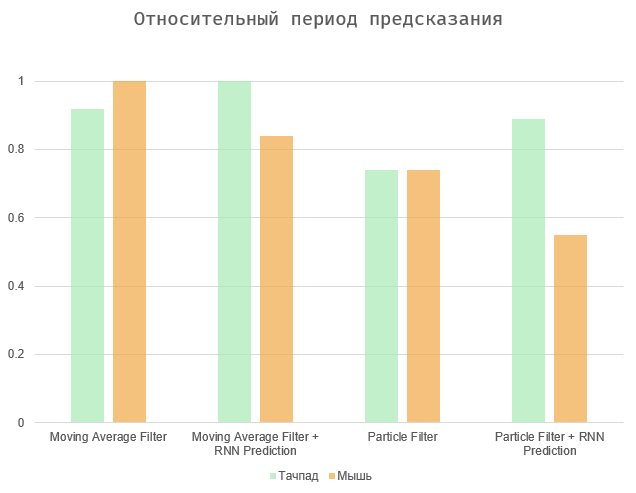 Относительный период предсказания
1
0.8
0.6
0.4
0.2
0
Moving Average Filter
Moving Average Filter +
RNN Prediction
Particle Filter
Particle Filter + RNN
Prediction
Тачпад
Мышь